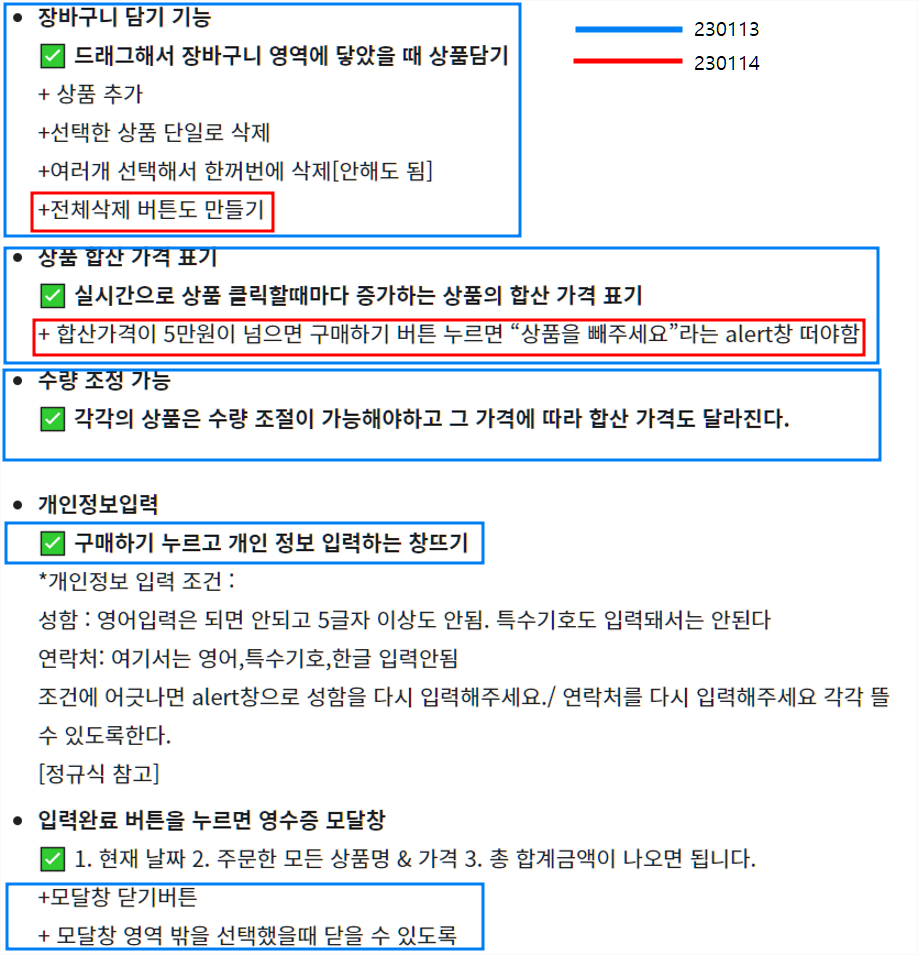 장바구니 담기 기능
✅ 드래그해서 장바구니 영역에 닿았을 때 상품담기
+ 상품 추가
+선택한 상품 단일로 삭제
+여러개 선택해서 한꺼번에 삭제[안해도 됨]
+전체삭제 버튼도 만들기
230113
230114
상품 합산 가격 표기
✅ 실시간으로 상품 클릭할때마다 증가하는 상품의 합산 가격 표기
+ 합산가격이 5만원이 넘으면 구매하기 버튼 누르면 “상품을 빼주세요”라는 alert창 떠야함
수량 조정 가능
✅ 각각의 상품은 수량 조절이 가능해야하고 그 가격에 따라 합산 가격도 달라진다.
개인정보입력
✅ 구매하기 누르고 개인 정보 입력하는 창뜨기
*개인정보 입력 조건 :
성함 : 영어입력은 되면 안되고 5글자 이상도 안됨. 특수기호도 입력돼서는 안된다
연락처: 여기서는 영어,특수기호,한글 입력안됨
조건에 어긋나면 alert창으로 성함을 다시 입력해주세요./ 연락처를 다시 입력해주세요 각각 뜰
수 있도록한다.
[정규식 참고]
입력완료 버튼을 누르면 영수증 모달창
✅ 1. 현재 날짜 2. 주문한 모든 상품명 & 가격 3. 총 합계금액이 나오면 됩니다.
+모달창 닫기버튼
+ 모달창 영역 밖을 선택했을때 닫을 수 있도록